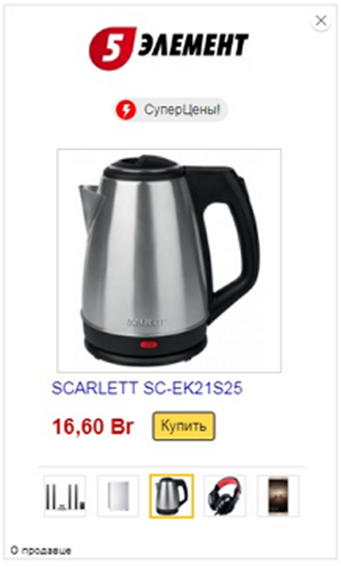 5 ЭЛЕМЕНТ
СуперЦены!
SCARLETT
SCARLETT SC-EK21S25
16,60 Br
Купить
О продавце